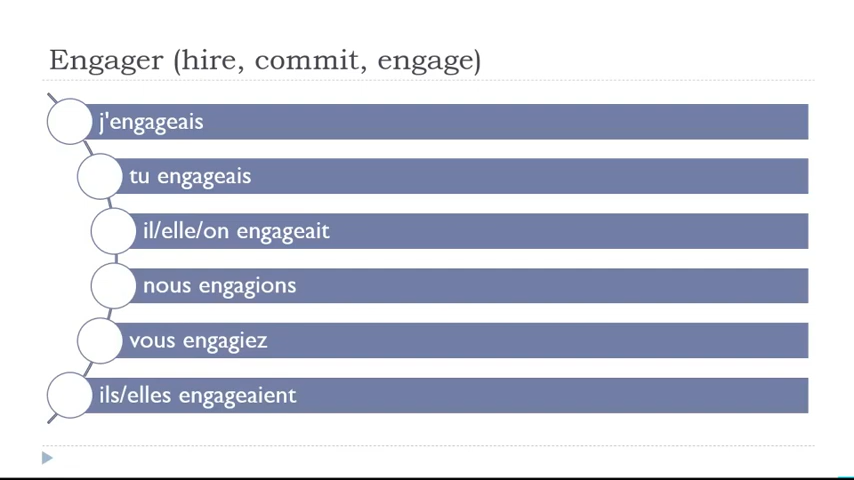 Engager (hire, commit, engage)
j'engageais
tu engageais
il/elle/on engageait
nous engagions
vous engagiez
ils/elles engageaient